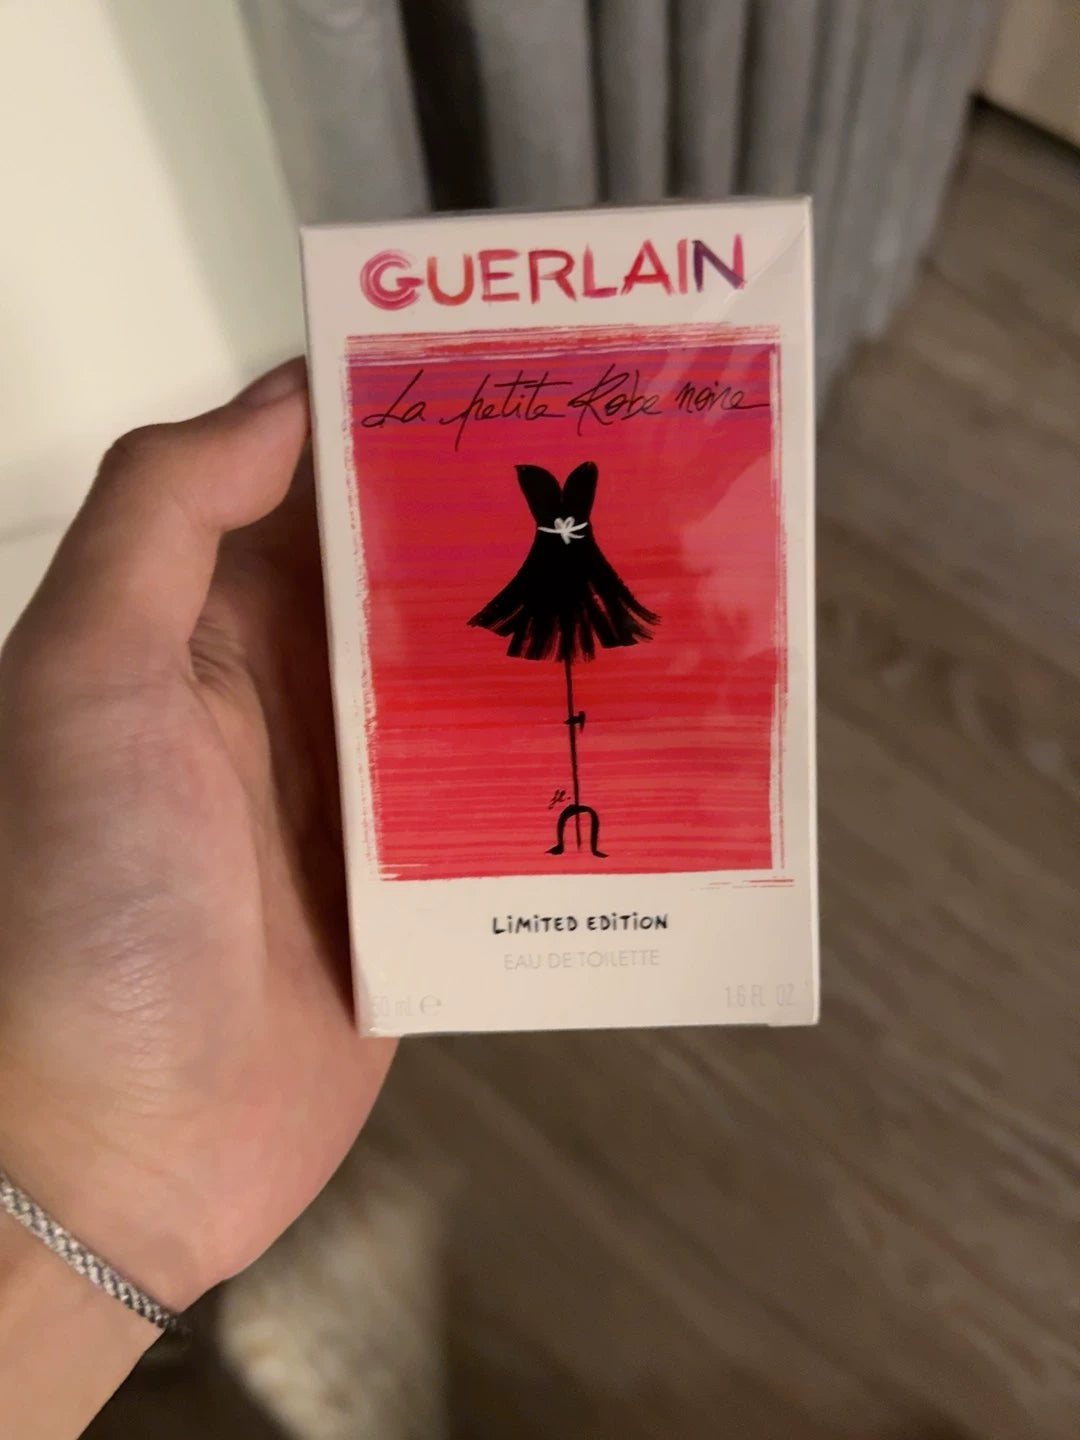 GUERLAIN
La petite Robe noire
LiMiTED EDiTiON
EAU DE TOILETTE
50 mL ℮
1.6 FL OZ